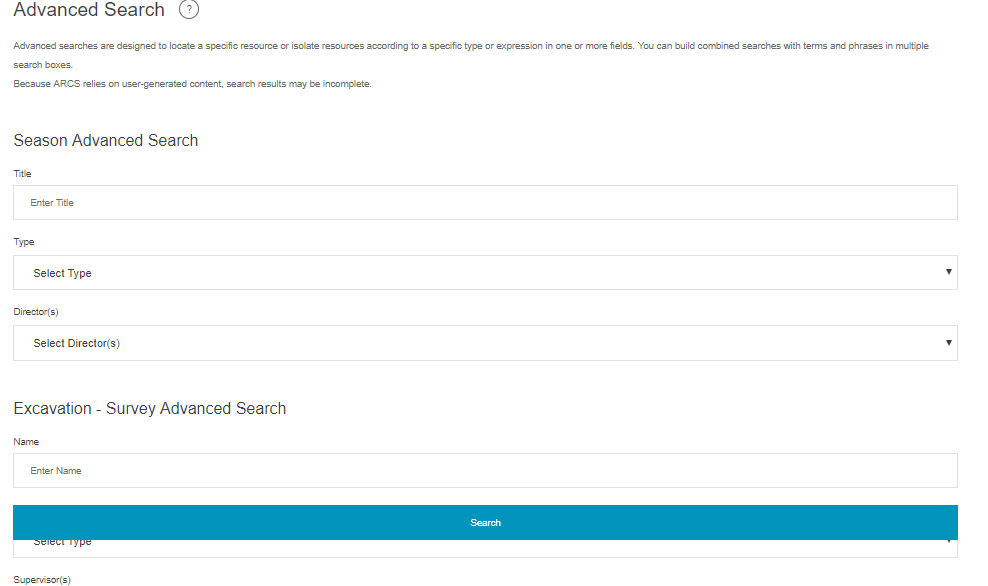 Advanced Search ?
Advanced searches are designed to locate a specific resource or isolate resources according to a specific type or expression in one or more fields. You can build combined searches with terms and phrases in multiple
search boxes.
Because ARCS relies on user-generated content, search results may be incomplete.
Season Advanced Search
Title
Enter Title
Type
Select Type
Director(s)
Select Director(s)
Excavation - Survey Advanced Search
Name
Enter Name
Search
Select Type
Supervisor(s)